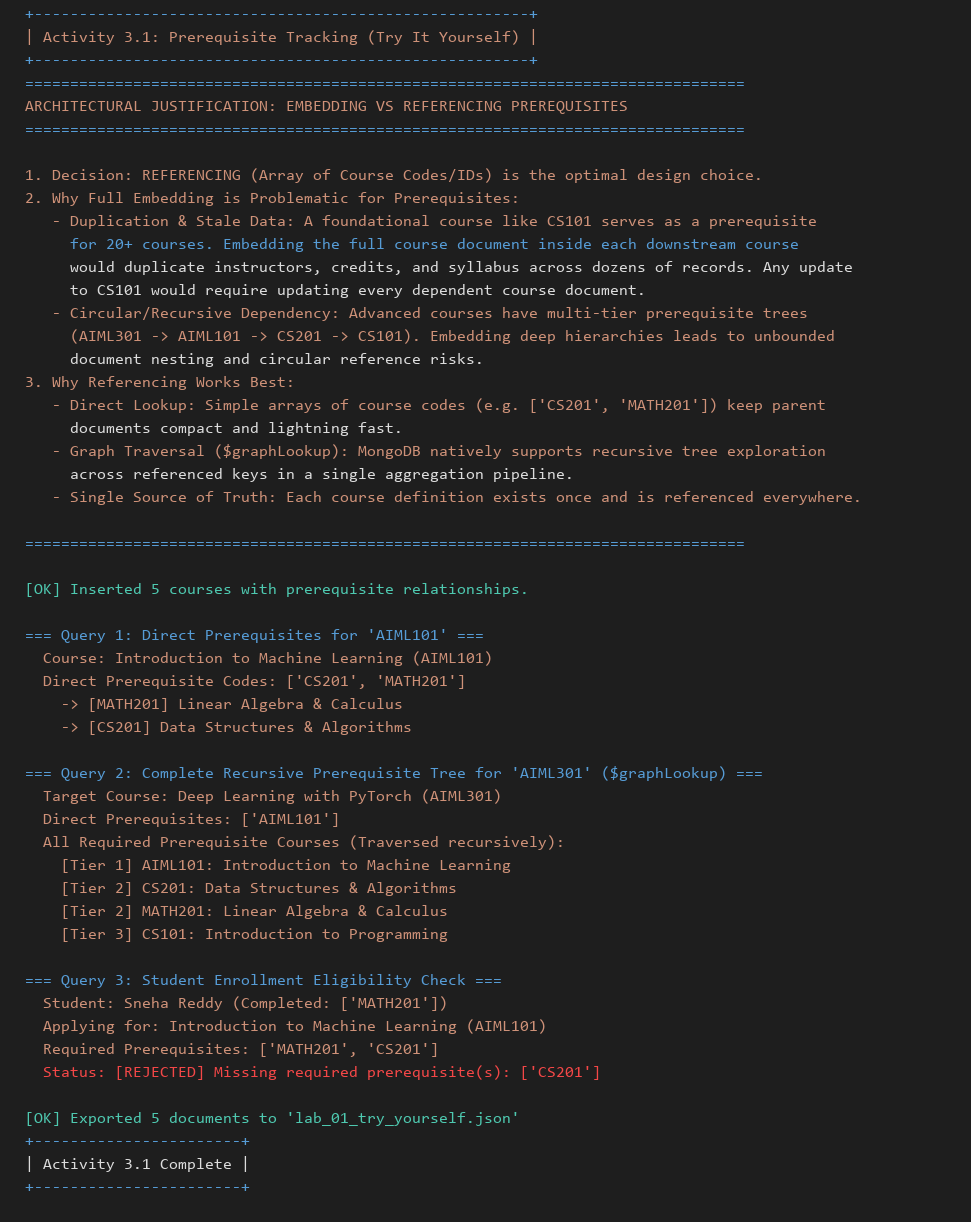 +-------------------------------------------------------+
| Activity 3.1: Prerequisite Tracking (Try It Yourself) |
+-------------------------------------------------------+
================================================================================
ARCHITECTURAL JUSTIFICATION: EMBEDDING VS REFERENCING PREREQUISITES
================================================================================
1. Decision: REFERENCING (Array of Course Codes/IDs) is the optimal design choice.
2. Why Full Embedding is Problematic for Prerequisites:
   - Duplication & Stale Data: A foundational course like CS101 serves as a prerequisite
     for 20+ courses. Embedding the full course document inside each downstream course
     would duplicate instructors, credits, and syllabus across dozens of records. Any update
     to CS101 would require updating every dependent course document.
   - Circular/Recursive Dependency: Advanced courses have multi-tier prerequisite trees
     (AIML301 -> AIML101 -> CS201 -> CS101). Embedding deep hierarchies leads to unbounded
     document nesting and circular reference risks.
3. Why Referencing Works Best:
   - Direct Lookup: Simple arrays of course codes (e.g. ['CS201', 'MATH201']) keep parent
     documents compact and lightning fast.
   - Graph Traversal ($graphLookup): MongoDB natively supports recursive tree exploration
     across referenced keys in a single aggregation pipeline.
   - Single Source of Truth: Each course definition exists once and is referenced everywhere.
================================================================================
[OK] Inserted 5 courses with prerequisite relationships.
=== Query 1: Direct Prerequisites for 'AIML101' ===
  Course: Introduction to Machine Learning (AIML101)
  Direct Prerequisite Codes: ['CS201', 'MATH201']
    -> [MATH201] Linear Algebra & Calculus
    -> [CS201] Data Structures & Algorithms
=== Query 2: Complete Recursive Prerequisite Tree for 'AIML301' ($graphLookup) ===
  Target Course: Deep Learning with PyTorch (AIML301)
  Direct Prerequisites: ['AIML101']
  All Required Prerequisite Courses (Traversed recursively):
    [Tier 1] AIML101: Introduction to Machine Learning
    [Tier 2] CS201: Data Structures & Algorithms
    [Tier 2] MATH201: Linear Algebra & Calculus
    [Tier 3] CS101: Introduction to Programming
=== Query 3: Student Enrollment Eligibility Check ===
  Student: Sneha Reddy (Completed: ['MATH201'])
  Applying for: Introduction to Machine Learning (AIML101)
  Required Prerequisites: ['MATH201', 'CS201']
  Status: [REJECTED] Missing required prerequisite(s): ['CS201']
[OK] Exported 5 documents to 'lab_01_try_yourself.json'
+-----------------------+
| Activity 3.1 Complete |
+-----------------------+